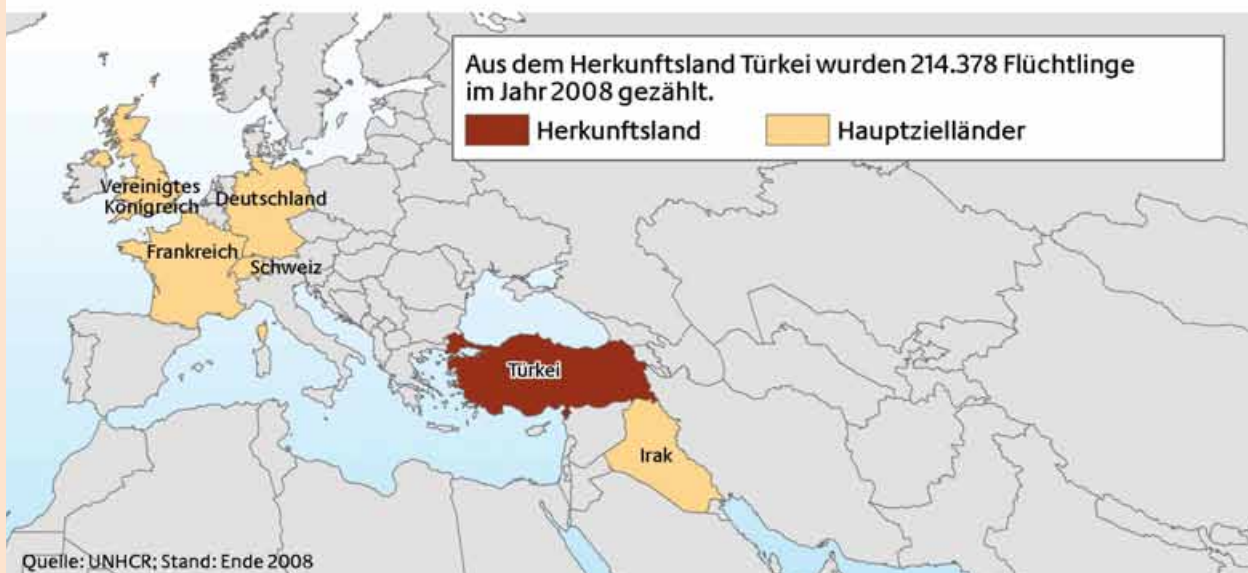 Aus dem Herkunftsland Türkei wurden 214.378 Flüchtlinge
im Jahr 2008 gezählt.
Herkunftsland
Hauptzielländer
Vereinigtes
Königreich
Deutschland
Frankreich
Schweiz
Türkei
Irak
Quelle: UNHCR; Stand: Ende 2008